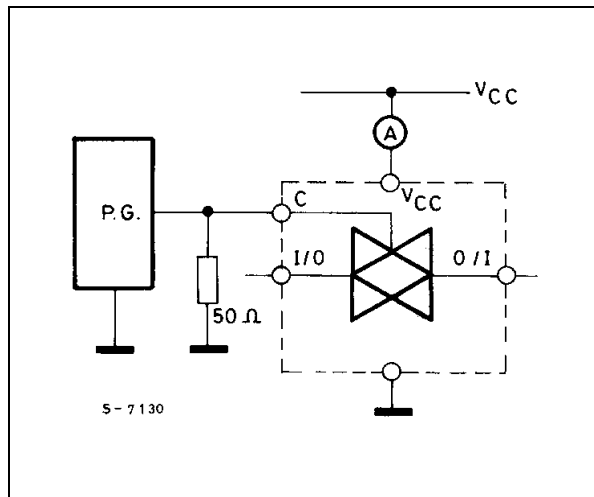 VCC
A
P.G.
C
VCC
I/O
O/I
50 Ω
S-7130